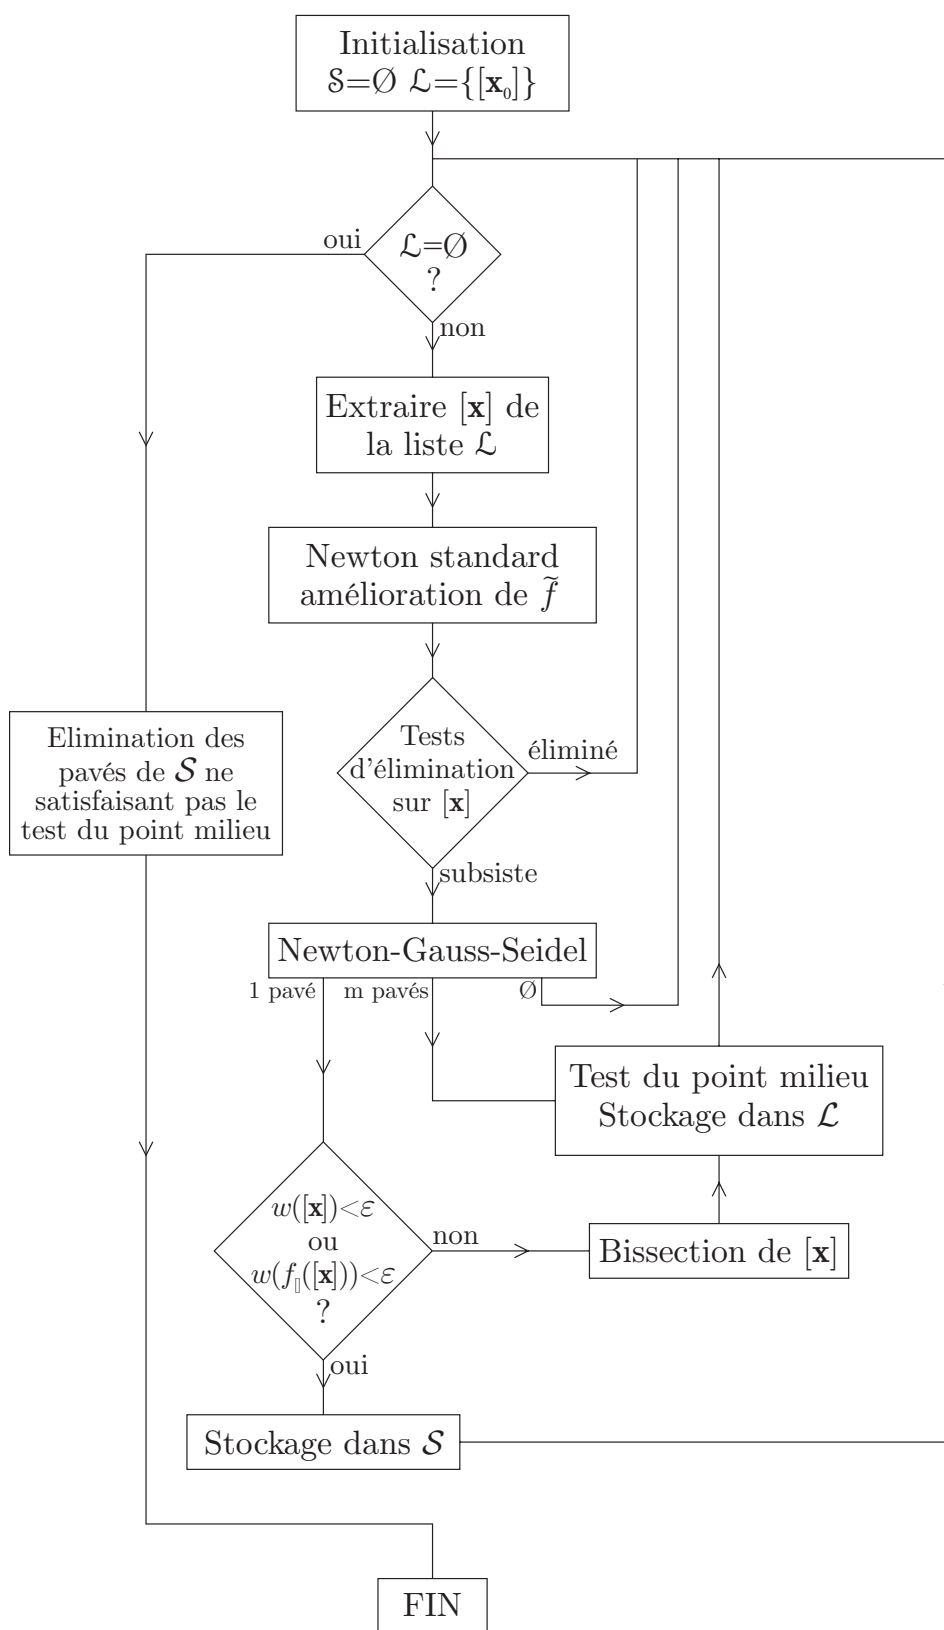 Initialisation
𝒮=Ø ℒ={[x₀]}
oui
ℒ=Ø
?
non
Extraire [x] de
la liste ℒ
Newton standard
amélioration de f̃
Tests
d'élimination
sur [x]
éliminé
Elimination des
pavés de 𝒮 ne
satisfaisant pas le
test du point milieu
subsiste
Newton-Gauss-Seidel
1 pavé
m pavés
Ø
Test du point milieu
Stockage dans ℒ
w([x])<ε
ou
w(f[]([x]))<ε
?
non
Bissection de [x]
oui
Stockage dans 𝒮
FIN